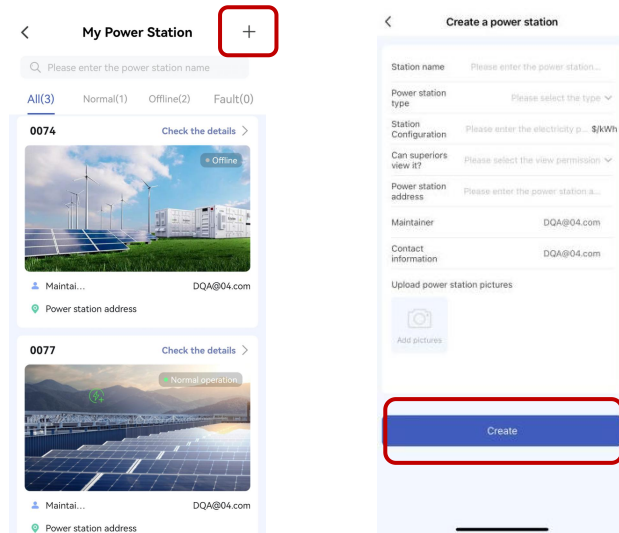 My Power Station
Please enter the power station name
All(3) Normal(1) Offline(2) Fault(0)
0074 Check the details
Offline
Maintai... DQA@04.com
Power station address
0077 Check the details
Normal operation
Maintai... DQA@04.com
Power station address
Create a power station
Station name Please enter the power station...
Power station
type
Please select the type
Station
Configuration
Please enter the electricity p... $/kWh
Can superiors
view it?
Please select the view permission
Power station
address
Please enter the power station a...
Maintainer DQA@04.com
Contact
information
DQA@04.com
Upload power station pictures
Add pictures
Create